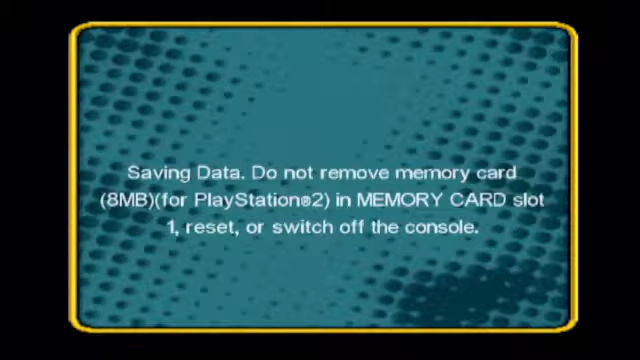 Saving Data. Do not remove memory card
(8MB)(for PlayStation®2) in MEMORY CARD slot
1, reset, or switch off the console.